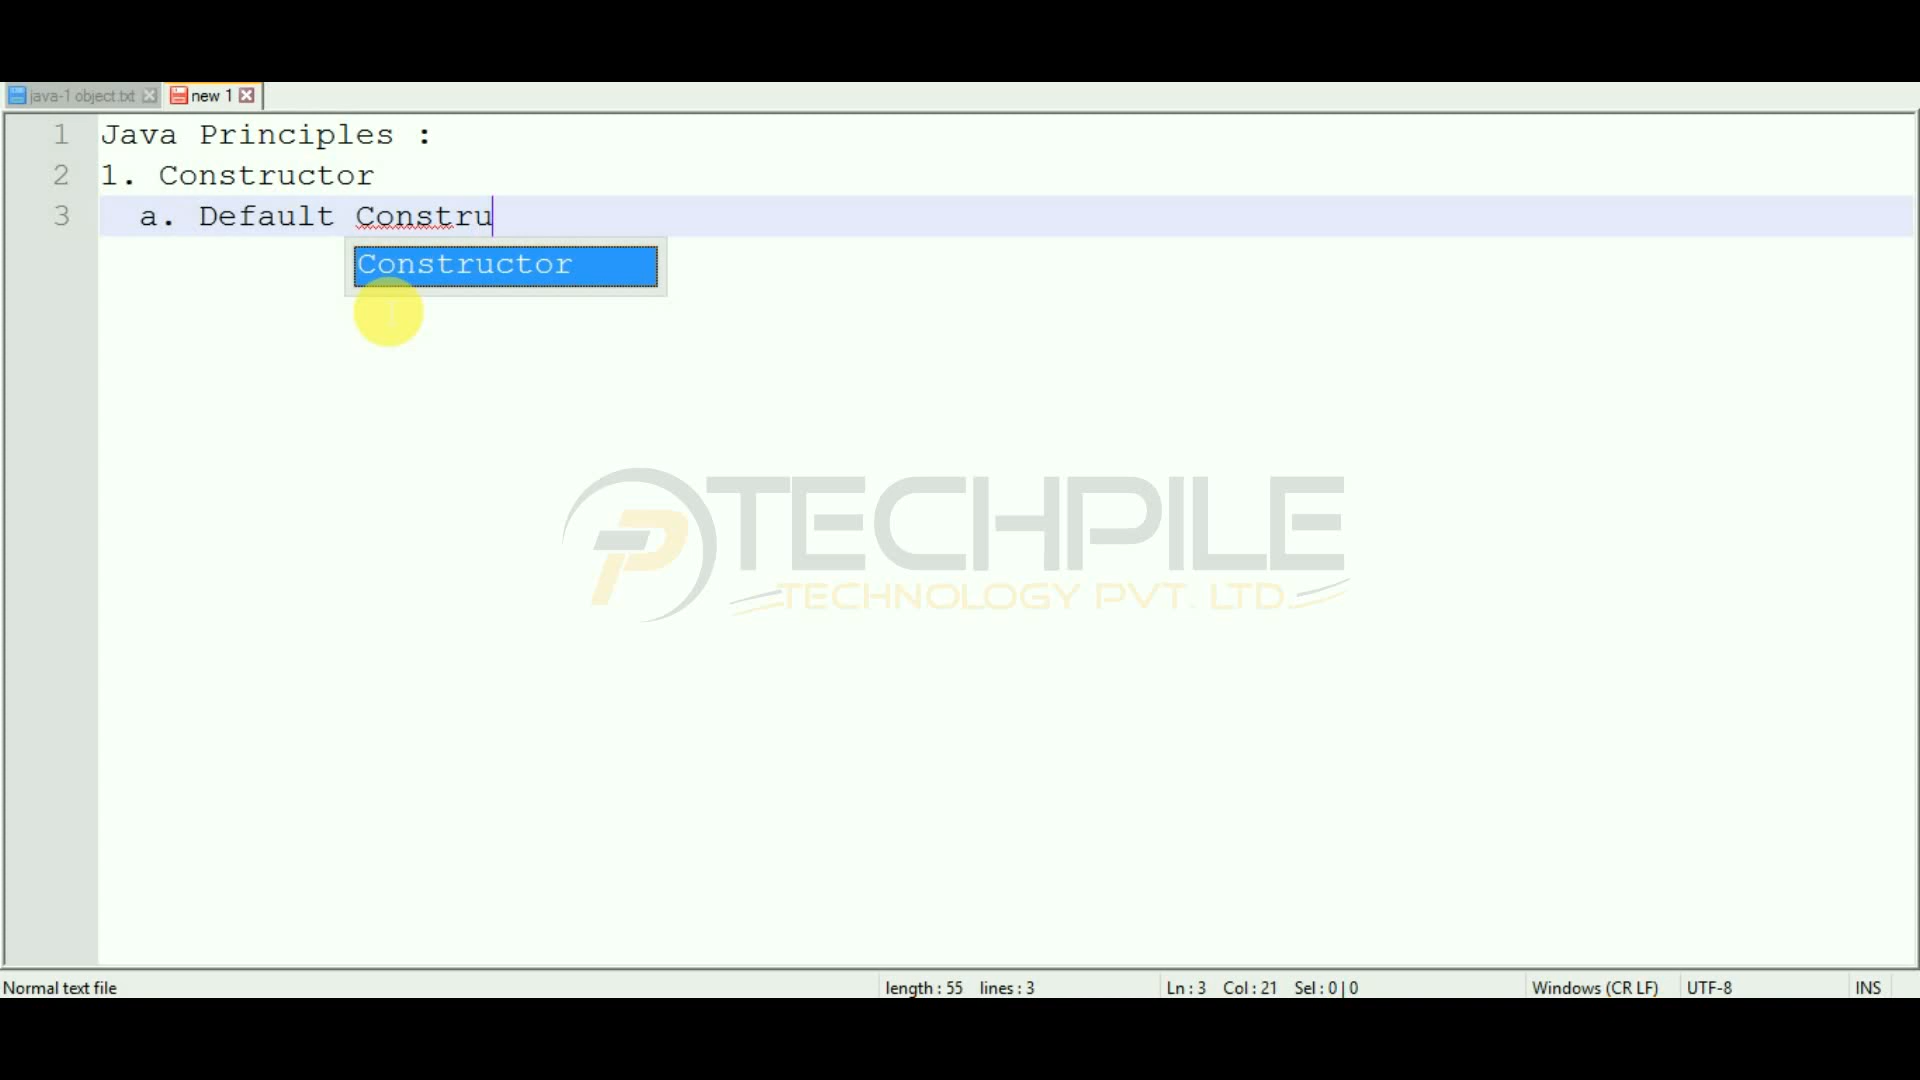 java-1 object.txt new 1
1 Java Principles :
2 1. Constructor
3 a. Default Constru
Constructor
TECHPILE
TECHNOLOGY PVT. LTD.
Normal text file length : 55 lines : 3 Ln : 3 Col : 21 Sel : 0 | 0 Windows (CR LF) UTF-8 INS